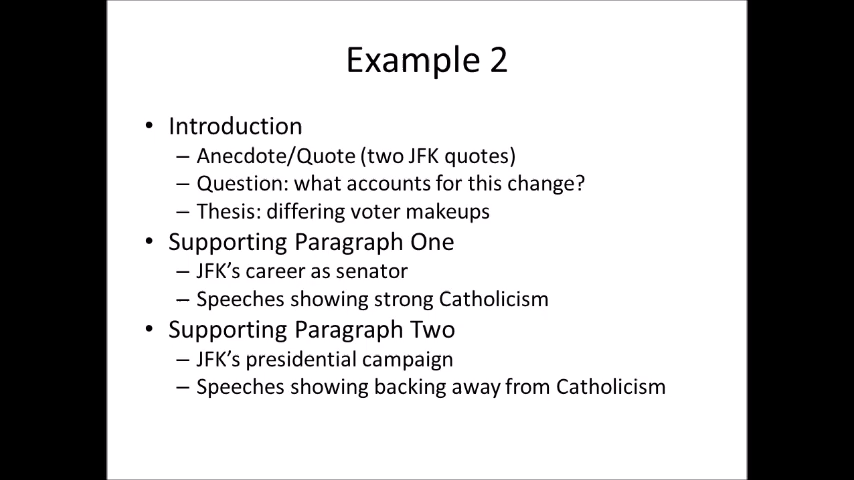 Example 2
• Introduction
– Anecdote/Quote (two JFK quotes)
– Question: what accounts for this change?
– Thesis: differing voter makeups
• Supporting Paragraph One
– JFK’s career as senator
– Speeches showing strong Catholicism
• Supporting Paragraph Two
– JFK’s presidential campaign
– Speeches showing backing away from Catholicism